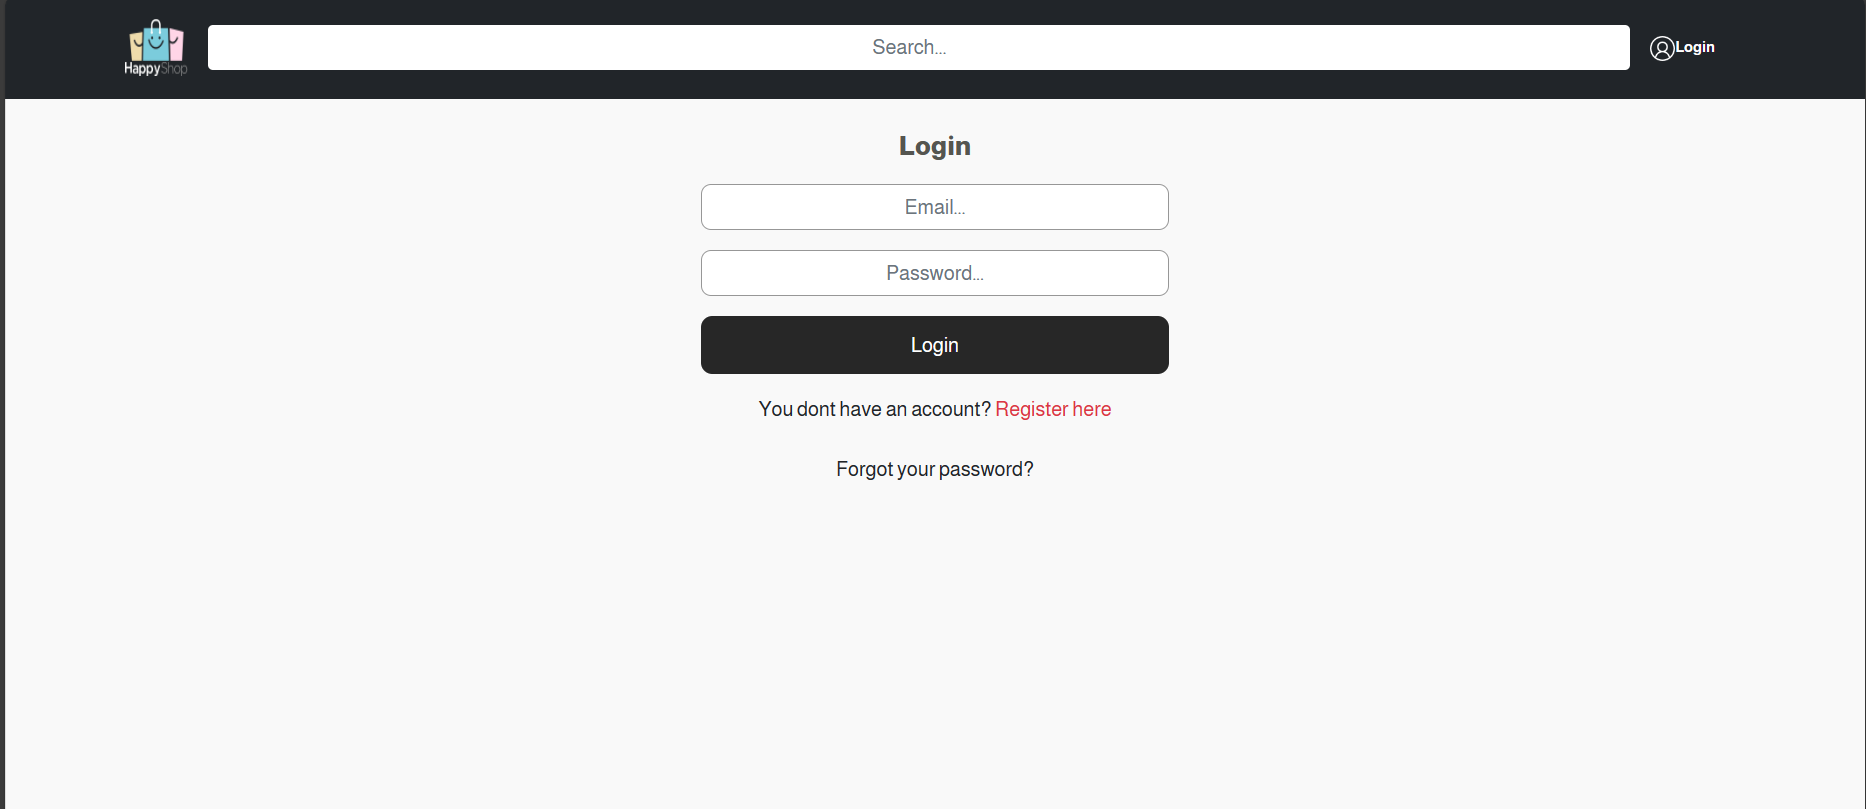 HappyShop
Search...
Login
Login
Email...
Password...
Login
You dont have an account? Register here
Forgot your password?